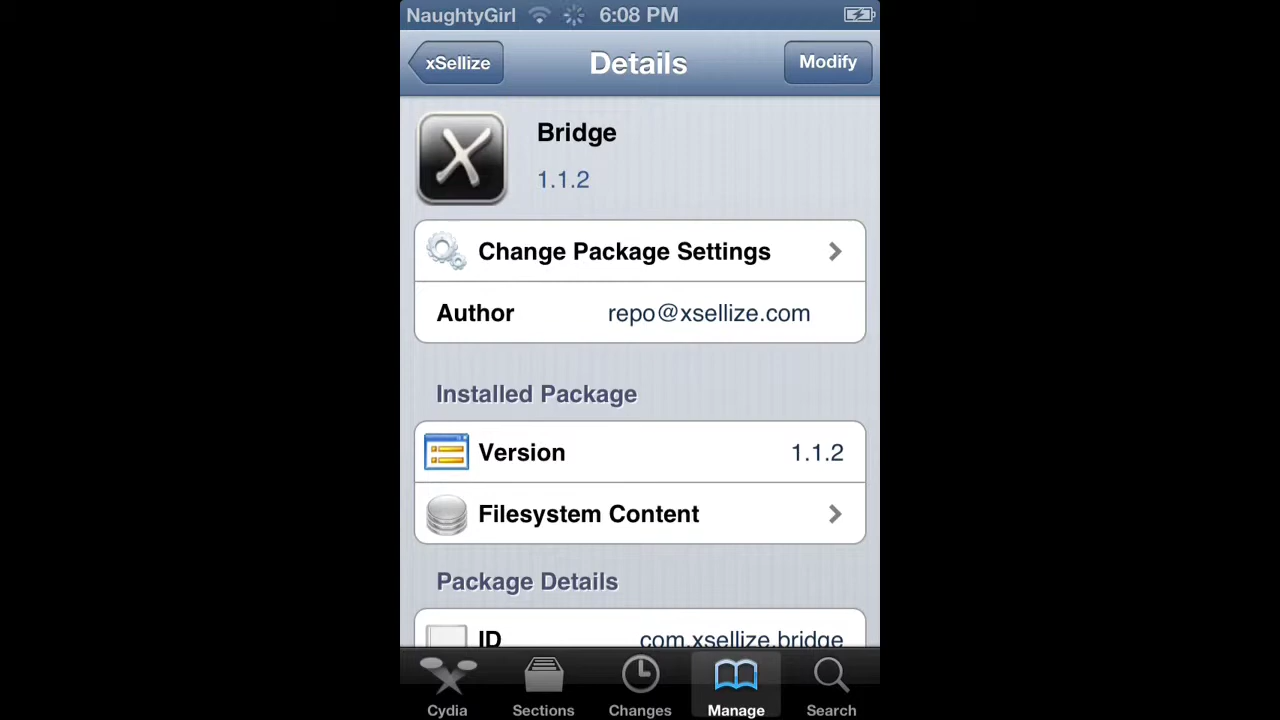 NaughtyGirl 6:08 PM
xSellize Details Modify
Bridge
1.1.2
Change Package Settings
Author repo@xsellize.com
Installed Package
Version 1.1.2
Filesystem Content
Package Details
ID com.xsellize.bridge
Cydia Sections Changes Manage Search